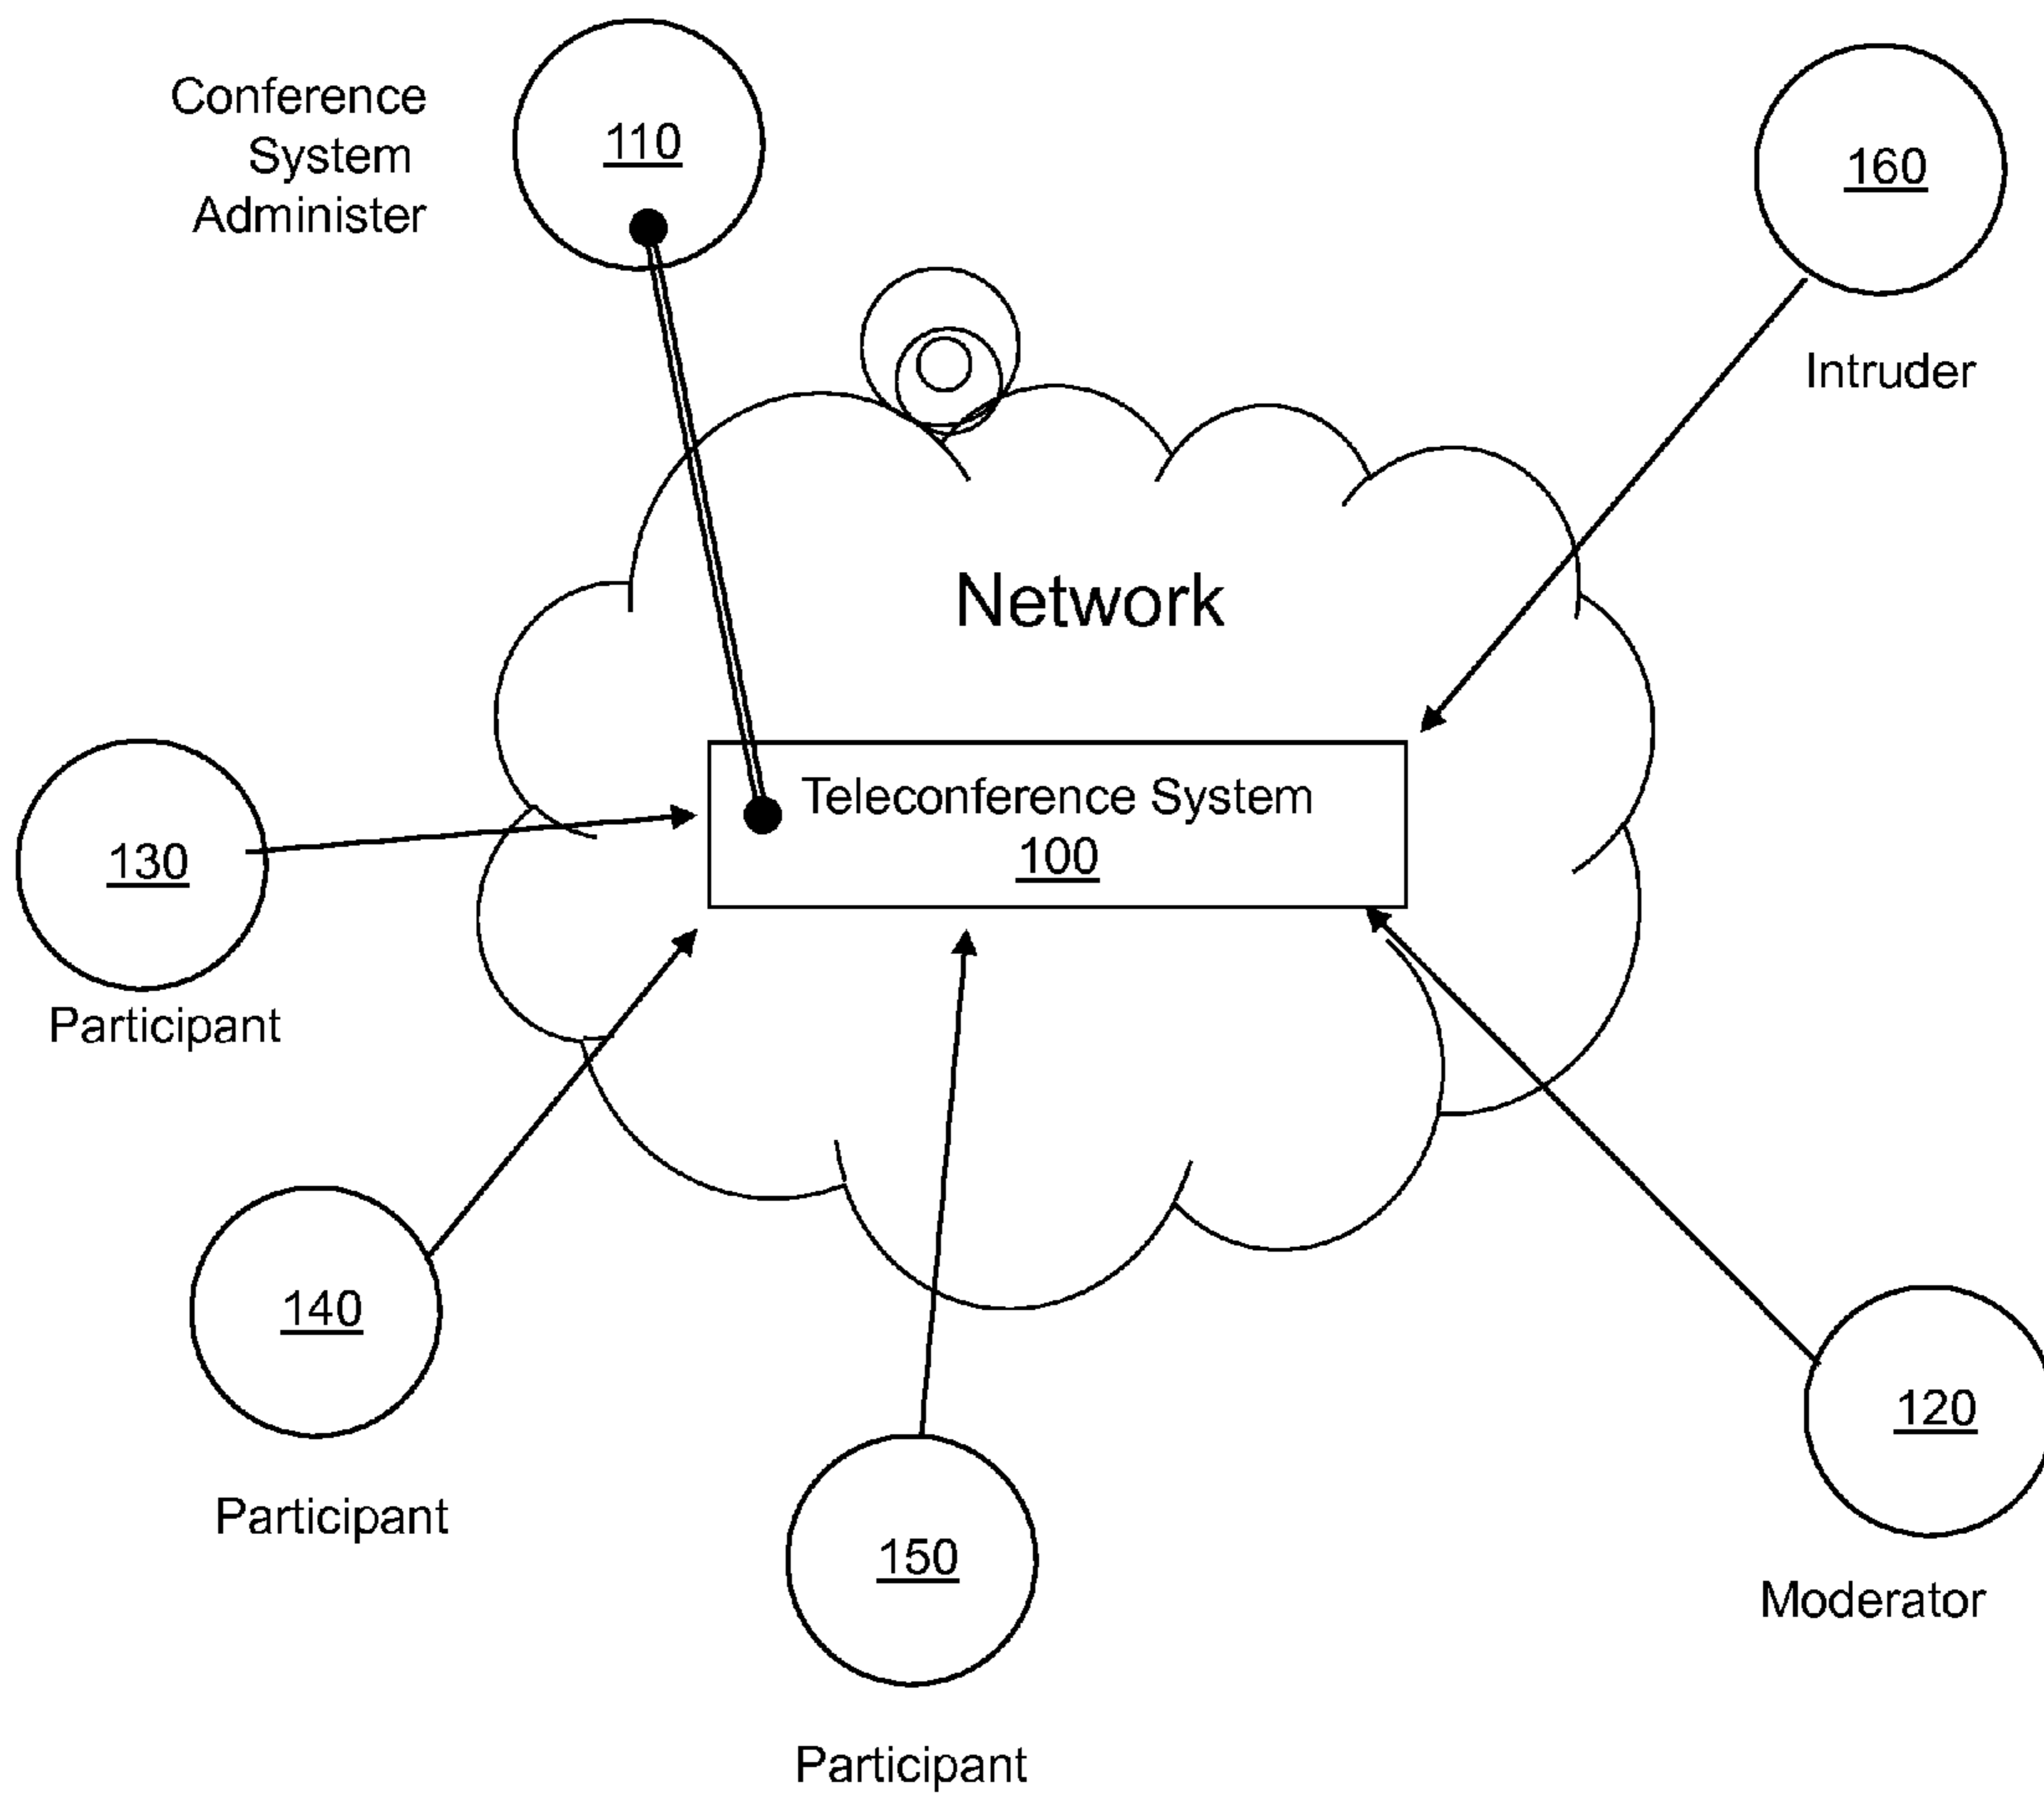 Conference
System
Administer
110
160
Intruder
Network
Teleconference System
100
130
Participant
140
Participant
150
Participant
120
Moderator